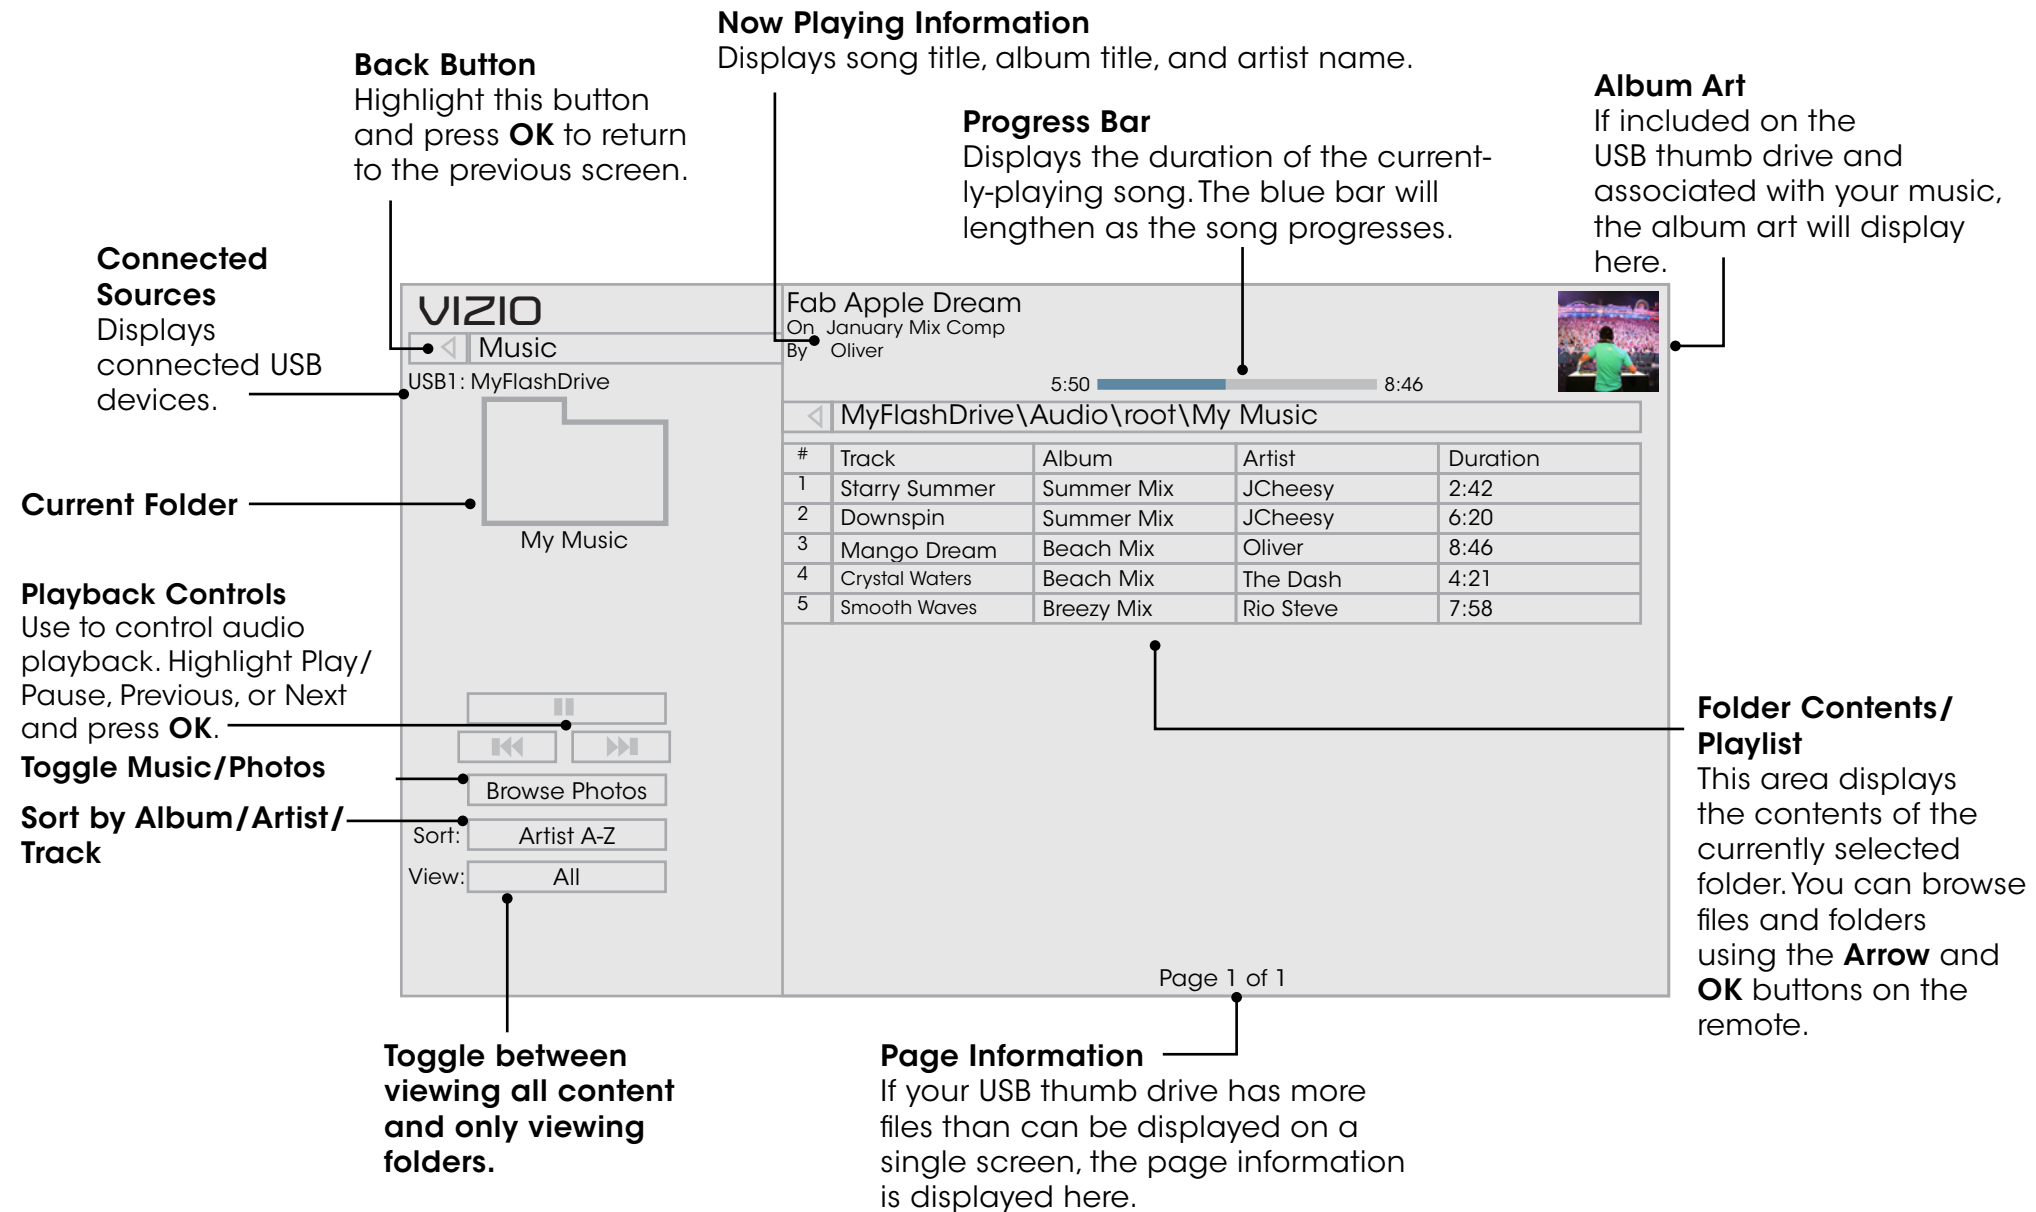 Now Playing Information
Displays song title, album title, and artist name.
Back Button
Highlight this button
and press OK to return
to the previous screen.
Progress Bar
Displays the duration of the current-
ly-playing song. The blue bar will
lengthen as the song progresses.
Album Art
If included on the
USB thumb drive and
associated with your music,
the album art will display
here.
Connected
Sources
Displays
connected USB
devices.
Current Folder
Playback Controls
Use to control audio
playback. Highlight Play/
Pause, Previous, or Next
and press OK.
Toggle Music/Photos
Sort by Album/Artist/
Track
VIZIO
Music
USB1: MyFlashDrive
My Music
Browse Photos
Sort: Artist A-Z
View: All
Fab Apple Dream
On January Mix Comp
By Oliver
5:50 8:46
MyFlashDrive\Audio\root\My Music
# Track Album Artist Duration
1 Starry Summer Summer Mix JCheesy 2:42
2 Downspin Summer Mix JCheesy 6:20
3 Mango Dream Beach Mix Oliver 8:46
4 Crystal Waters Beach Mix The Dash 4:21
5 Smooth Waves Breezy Mix Rio Steve 7:58
Page 1 of 1
Folder Contents/
Playlist
This area displays
the contents of the
currently selected
folder. You can browse
files and folders
using the Arrow and
OK buttons on the
remote.
Toggle between
viewing all content
and only viewing
folders.
Page Information
If your USB thumb drive has more
files than can be displayed on a
single screen, the page information
is displayed here.